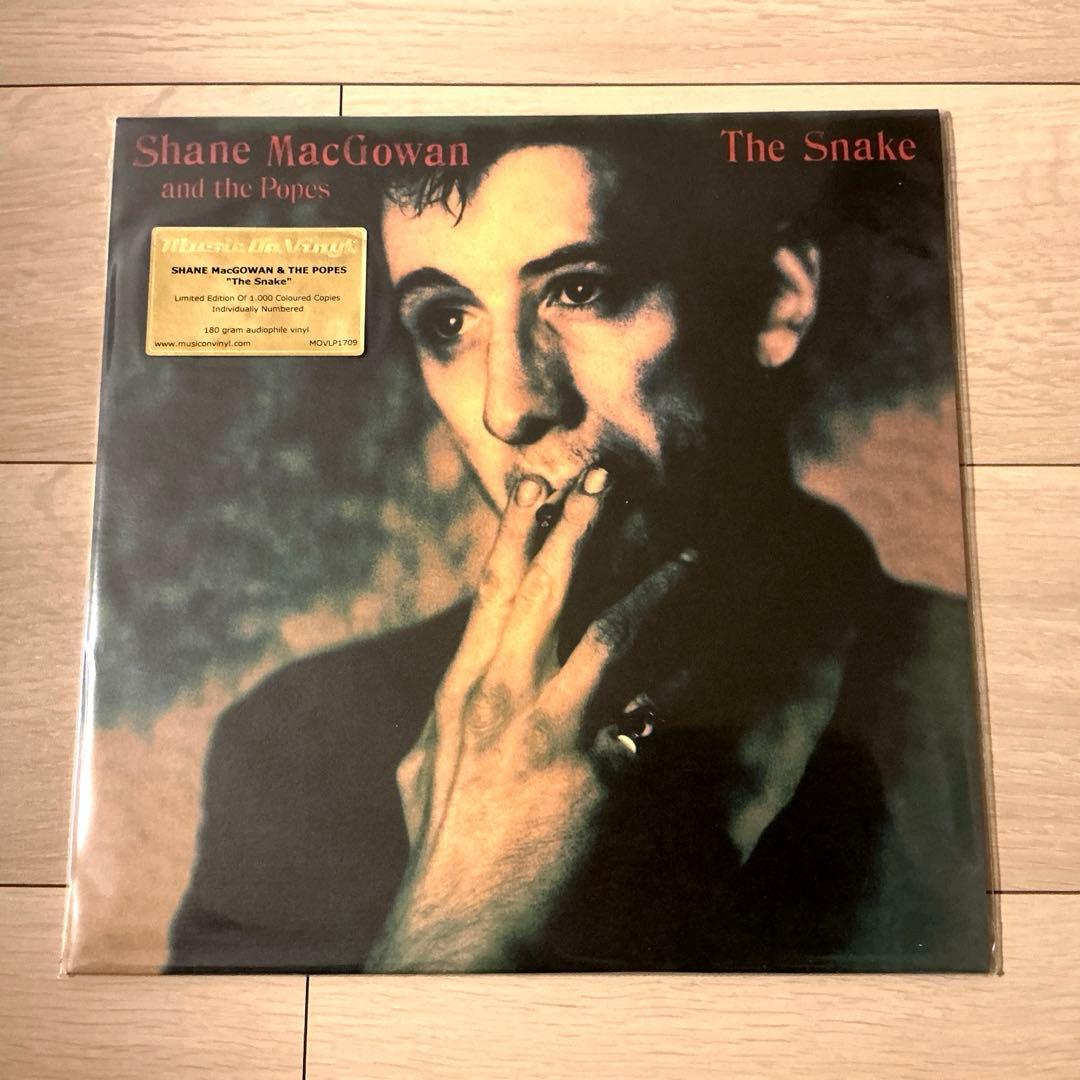 Shane MacGowan
and the Popes
The Snake
Music On Vinyl
SHANE MacGOWAN & THE POPES
"The Snake"
Limited Edition Of 1.000 Coloured Copies
Individually Numbered
180 gram audiophile vinyl
www.musiconvinyl.com MOVLP1709